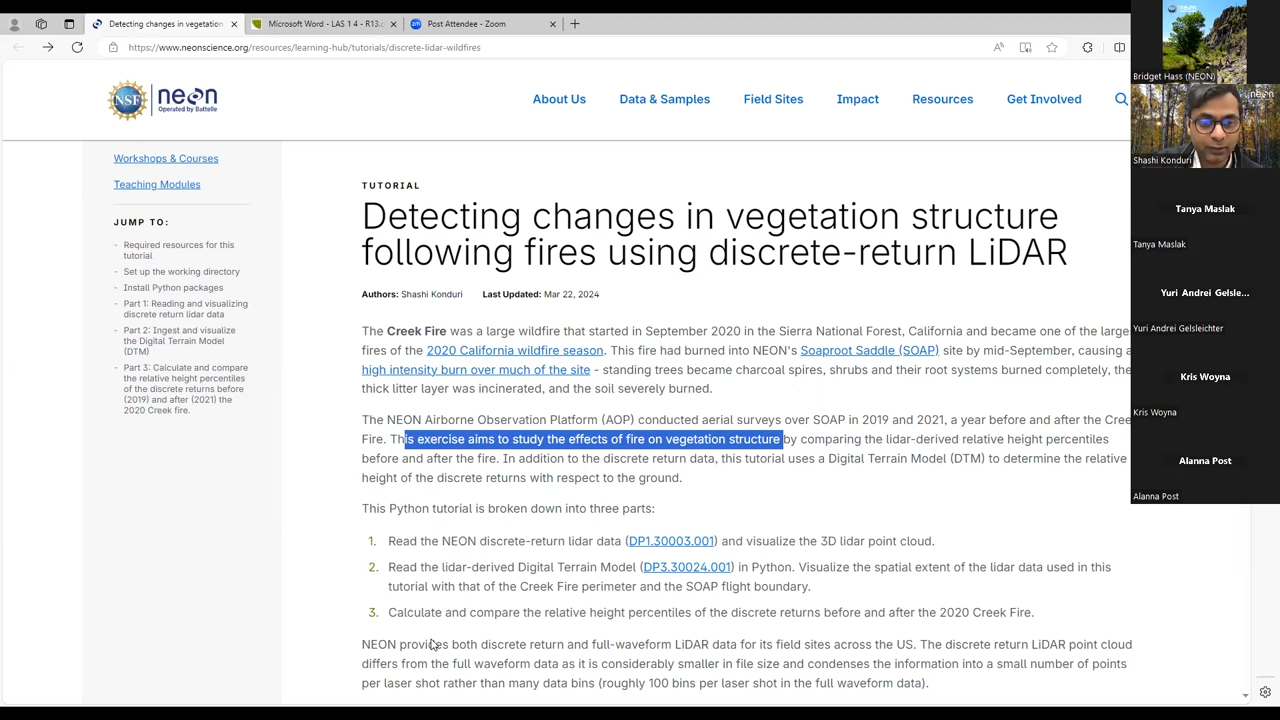 Detecting changes in vegetation
Microsoft Word - LAS 1 4 - R13.
Post Attendee - Zoom
https://www.neonscience.org/resources/learning-hub/tutorials/discrete-lidar-wildfires
NSF
neon
Operated by Battelle
About Us
Data & Samples
Field Sites
Impact
Resources
Get Involved
Workshops & Courses
Teaching Modules
JUMP TO:
- Required resources for this
tutorial
- Set up the working directory
- Install Python packages
- Part 1: Reading and visualizing
discrete return lidar data
- Part 2: Ingest and visualize
the Digital Terrain Model
(DTM)
- Part 3: Calculate and compare
the relative height percentiles
of the discrete returns before
(2019) and after (2021) the
2020 Creek fire.
TUTORIAL
Detecting changes in vegetation structure
following fires using discrete-return LiDAR
Authors: Shashi Konduri Last Updated: Mar 22, 2024
The Creek Fire was a large wildfire that started in September 2020 in the Sierra National Forest, California and became one of the large
fires of the 2020 California wildfire season. This fire had burned into NEON's Soaproot Saddle (SOAP) site by mid-September, causing a
high intensity burn over much of the site - standing trees became charcoal spires, shrubs and their root systems burned completely, the
thick litter layer was incinerated, and the soil severely burned.
The NEON Airborne Observation Platform (AOP) conducted aerial surveys over SOAP in 2019 and 2021, a year before and after the Cree
Fire. This exercise aims to study the effects of fire on vegetation structure by comparing the lidar-derived relative height percentiles
before and after the fire. In addition to the discrete return data, this tutorial uses a Digital Terrain Model (DTM) to determine the relative
height of the discrete returns with respect to the ground.
This Python tutorial is broken down into three parts:
1. Read the NEON discrete-return lidar data (DP1.30003.001) and visualize the 3D lidar point cloud.
2. Read the lidar-derived Digital Terrain Model (DP3.30024.001) in Python. Visualize the spatial extent of the lidar data used in this
tutorial with that of the Creek Fire perimeter and the SOAP flight boundary.
3. Calculate and compare the relative height percentiles of the discrete returns before and after the 2020 Creek Fire.
NEON provides both discrete return and full-waveform LiDAR data for its field sites across the US. The discrete return LiDAR point cloud
differs from the full waveform data as it is considerably smaller in file size and condenses the information into a small number of points
per laser shot rather than many data bins (roughly 100 bins per laser shot in the full waveform data).
Bridget Hass (NEON)
neon
Shashi Konduri
Tanya Maslak
Tanya Maslak
Yuri Andrei Gelsle...
Yuri Andrei Gelsleichter
Kris Woyna
Kris Woyna
Alanna Post
Alanna Post